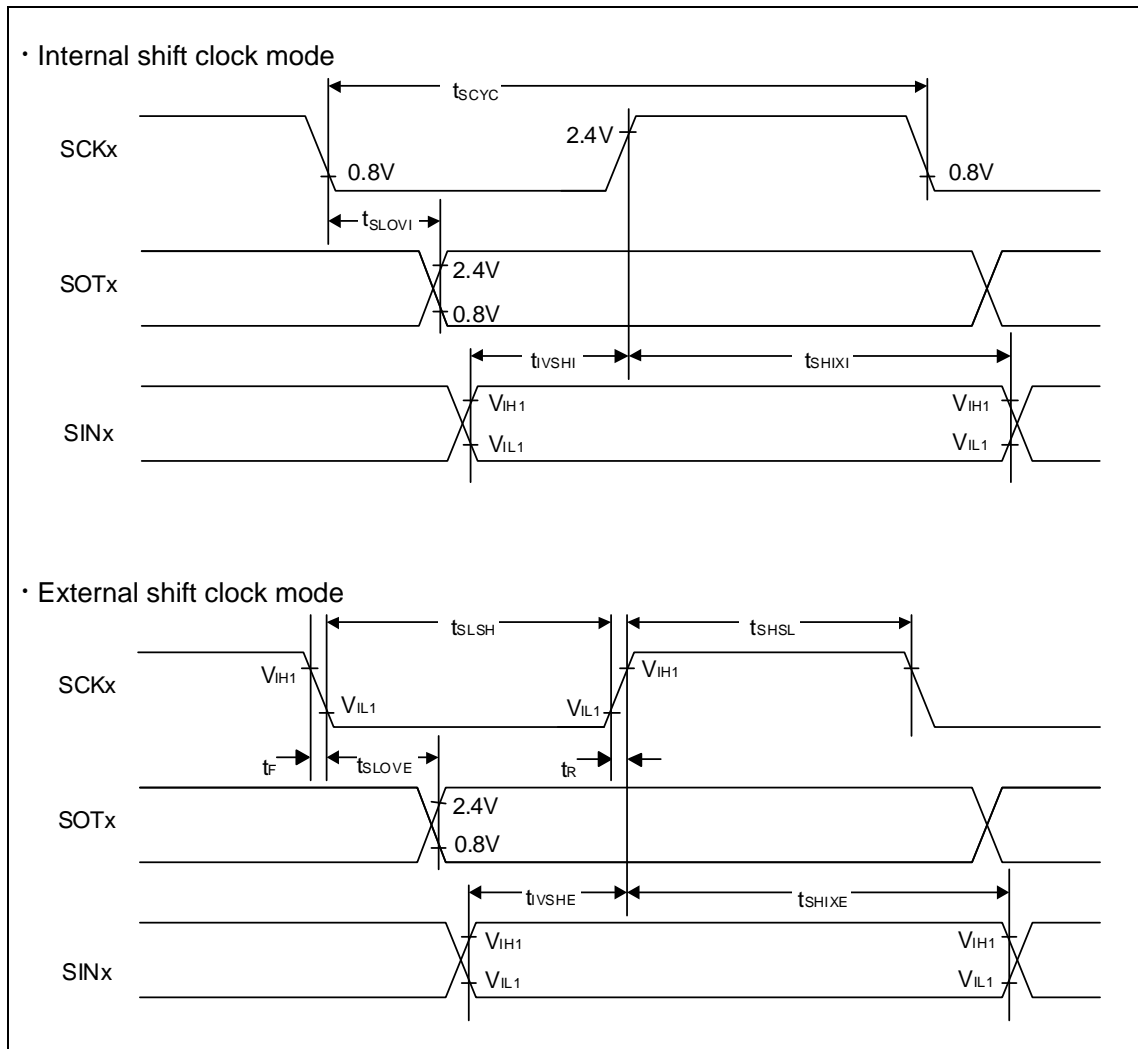 ・Internal shift clock mode
tSCYC
SCKx
2.4V
0.8V
0.8V
tSLOVI
SOTx
2.4V
0.8V
tIVSHI
tSHIXI
SINx
VIH1
VIH1
VIL1
VIL1
・External shift clock mode
tSLSH
tSHSL
SCKx
VIH1
VIH1
VIL1
VIL1
tF
tSLOVE
tR
SOTx
2.4V
0.8V
tIVSHE
tSHIXE
SINx
VIH1
VIH1
VIL1
VIL1